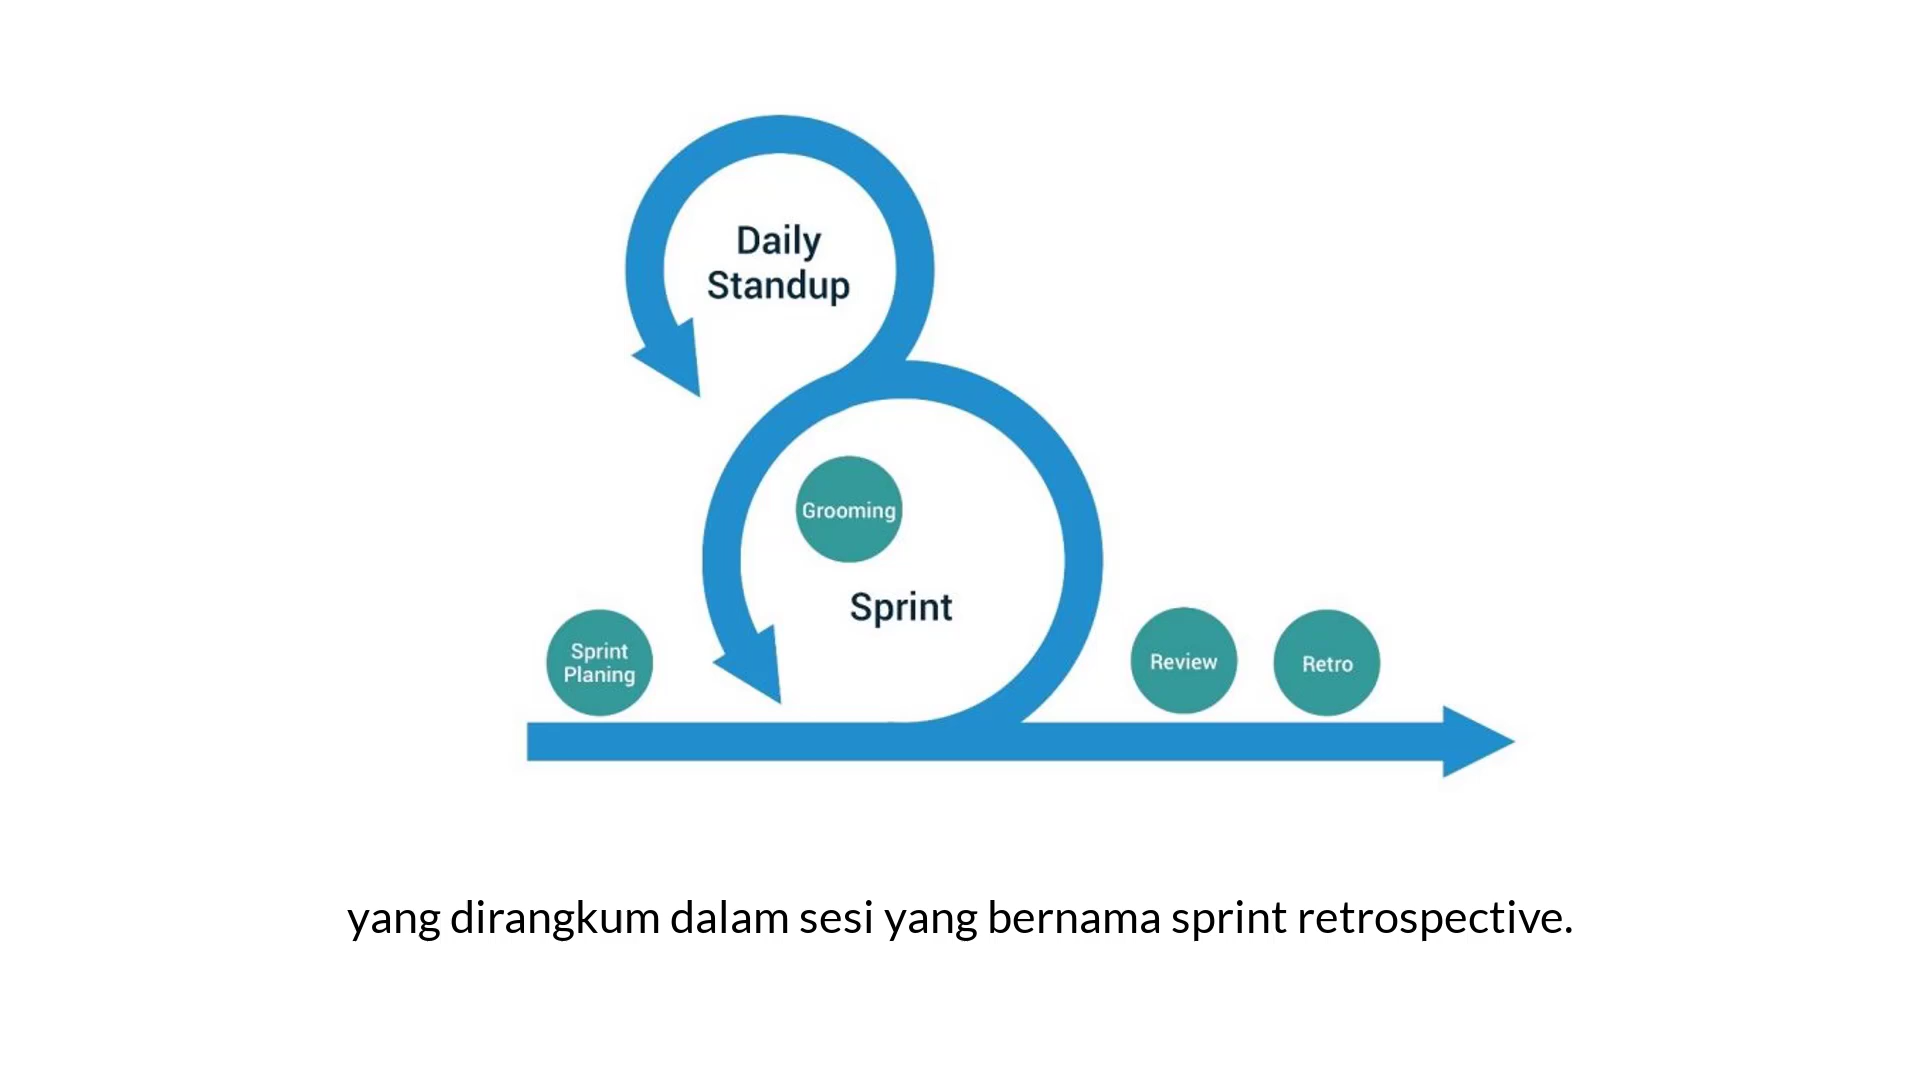 Daily
Standup
Grooming
Sprint
Sprint
Planing
Review
Retro
yang dirangkum dalam sesi yang bernama sprint retrospective.